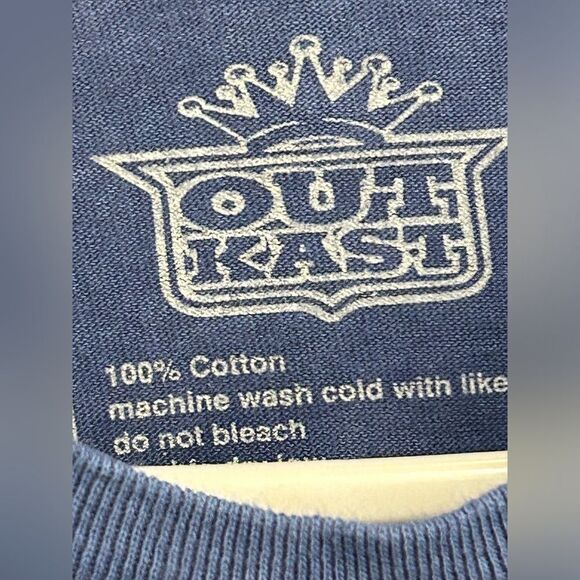 OUT
KAST
100% Cotton
machine wash cold with like
do not bleach